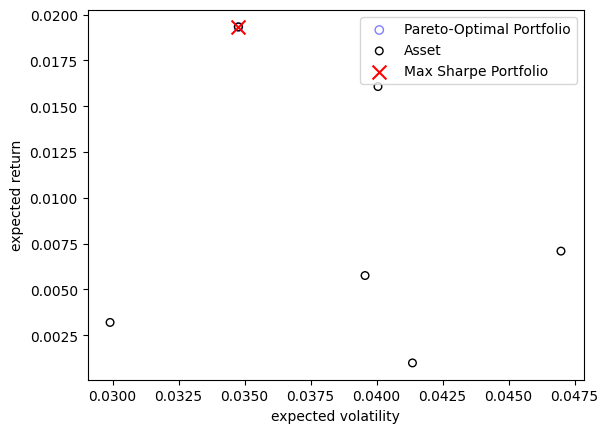 0.0200
0.0175
0.0150
0.0125
0.0100
0.0075
0.0050
0.0025
expected return
Pareto-Optimal Portfolio
Asset
Max Sharpe Portfolio
0.0300 0.0325 0.0350 0.0375 0.0400 0.0425 0.0450 0.0475
expected volatility